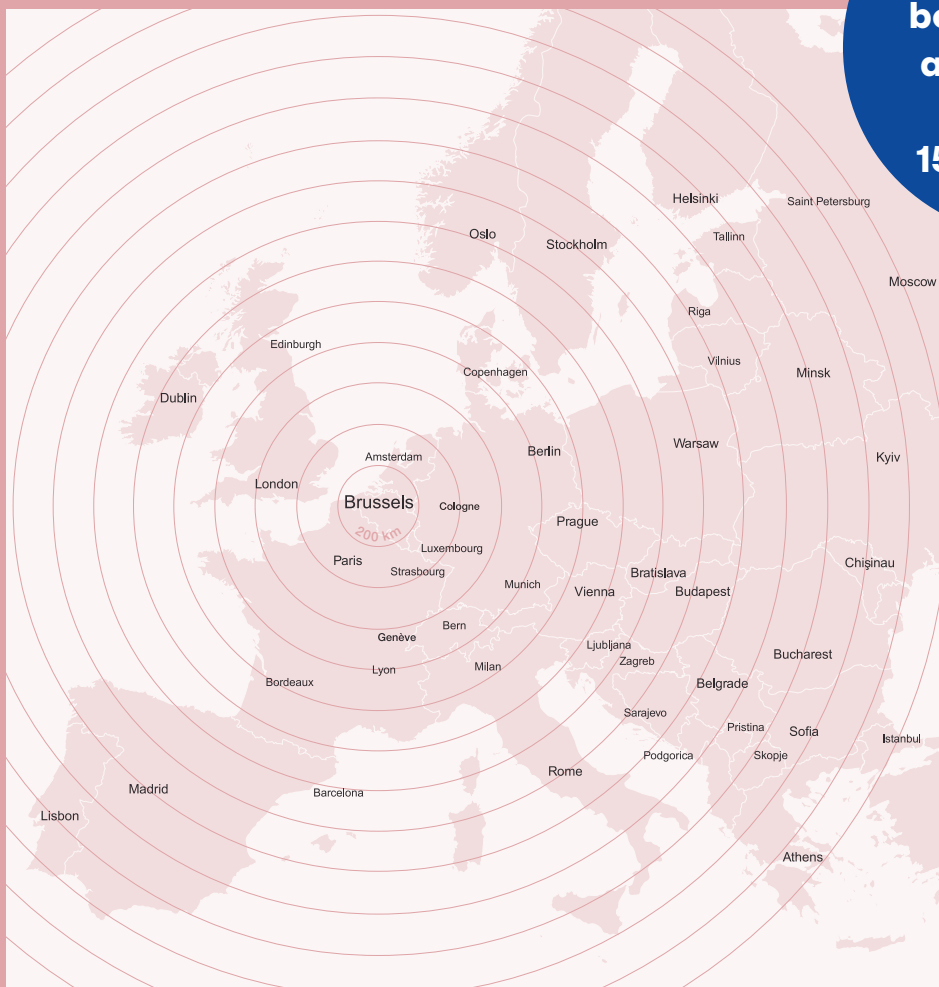 15
Helsinki
Saint Petersburg
Oslo
Tallinn
Stockholm
Moscow
Riga
Edinburgh
Vilnius
Copenhagen
Minsk
Dublin
Warsaw
Berlin
Amsterdam
Kyiv
London
Brussels
Cologne
Prague
200 km
Luxembourg
Paris
Chișinau
Strasbourg
Bratislava
Munich
Vienna
Budapest
Bern
Genève
Ljubljana
Bucharest
Zagreb
Milan
Lyon
Bordeaux
Belgrade
Sarajevo
Pristina
Sofia
Istanbul
Podgorica
Skopje
Rome
Madrid
Barcelona
Lisbon
Athens